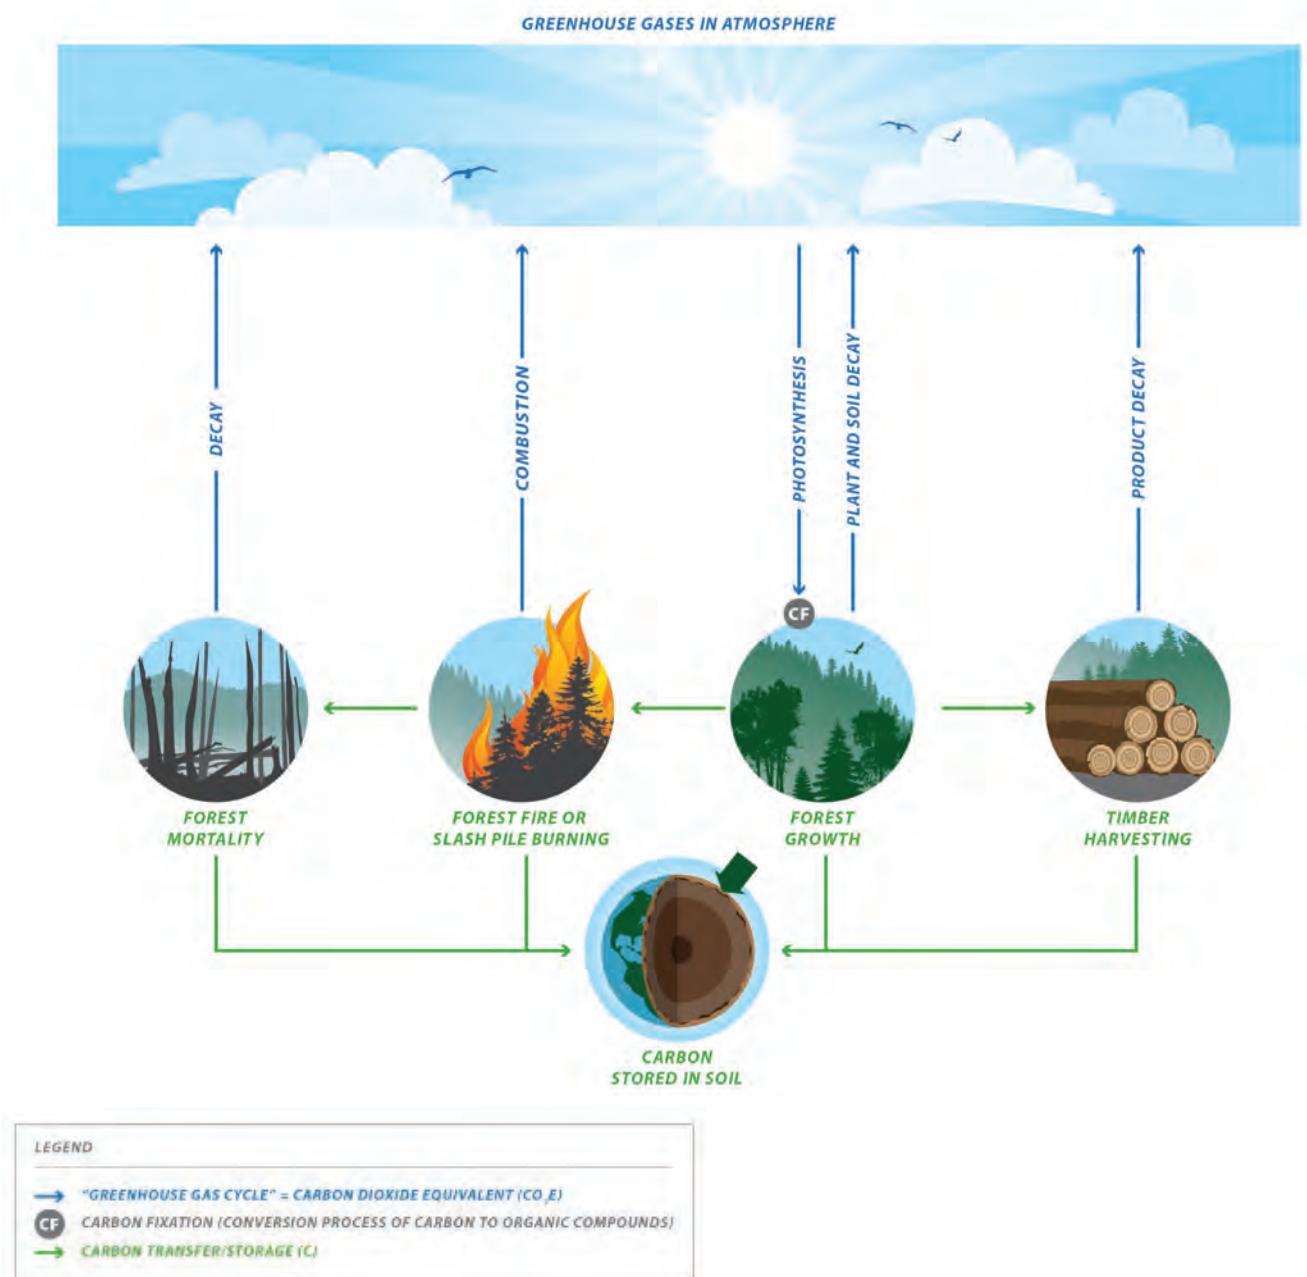 GREENHOUSE GASES IN ATMOSPHERE
DECAY
COMBUSTION
PHOTOSYNTHESIS
PLANT AND SOIL DECAY
PRODUCT DECAY
CF
FOREST
MORTALITY
FOREST FIRE OR
SLASH PILE BURNING
FOREST
GROWTH
TIMBER
HARVESTING
CARBON
STORED IN SOIL
LEGEND
"GREENHOUSE GAS CYCLE" = CARBON DIOXIDE EQUIVALENT (CO₂E)
CF CARBON FIXATION (CONVERSION PROCESS OF CARBON TO ORGANIC COMPOUNDS)
CARBON TRANSFER/STORAGE (C)